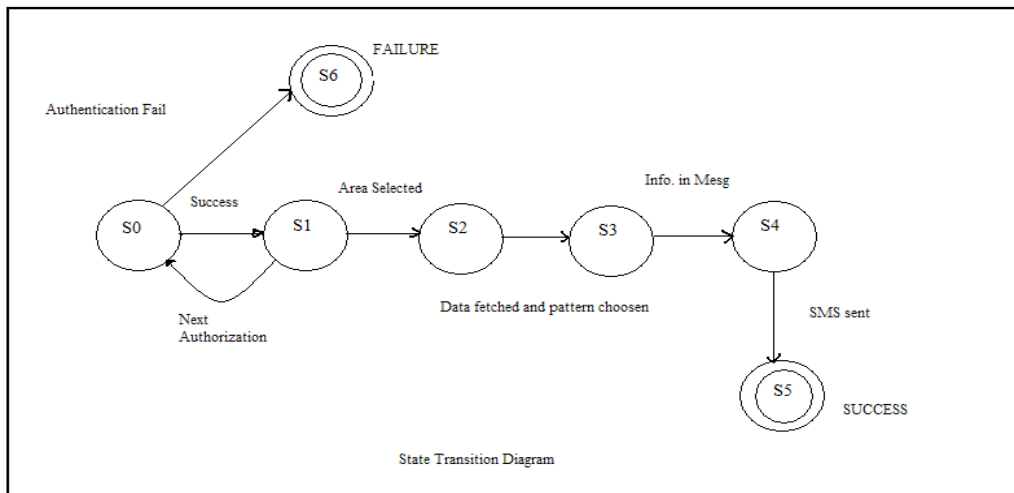 FAILURE
S6
Authentication Fail
Success
Area Selected
Info. in Mesg
S0
S1
S2
S3
S4
Next
Authorization
Data fetched and pattern choosen
SMS sent
S5
SUCCESS
State Transition Diagram